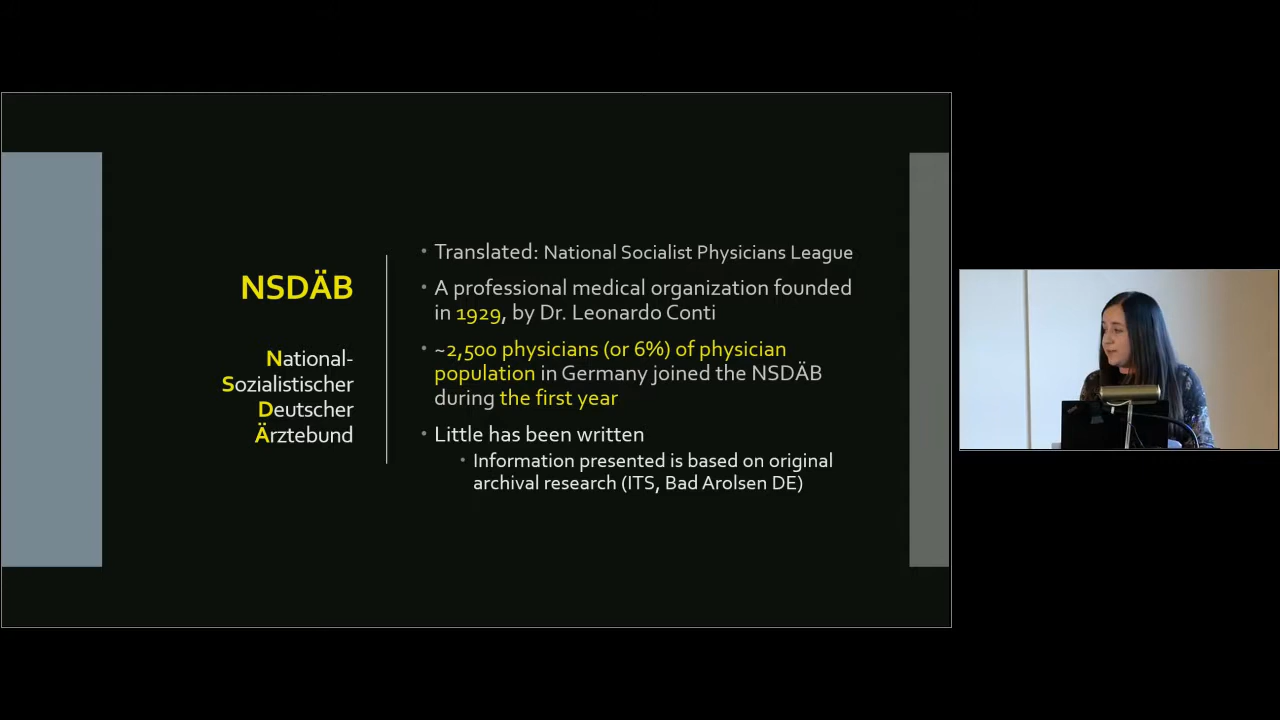 NSDÄB
National-
Sozialistischer
Deutscher
Ärztebund
• Translated: National Socialist Physicians League
• A professional medical organization founded
in 1929, by Dr. Leonardo Conti
• ~2,500 physicians (or 6%) of physician
population in Germany joined the NSDÄB
during the first year
• Little has been written
• Information presented is based on original
archival research (ITS, Bad Arolsen DE)